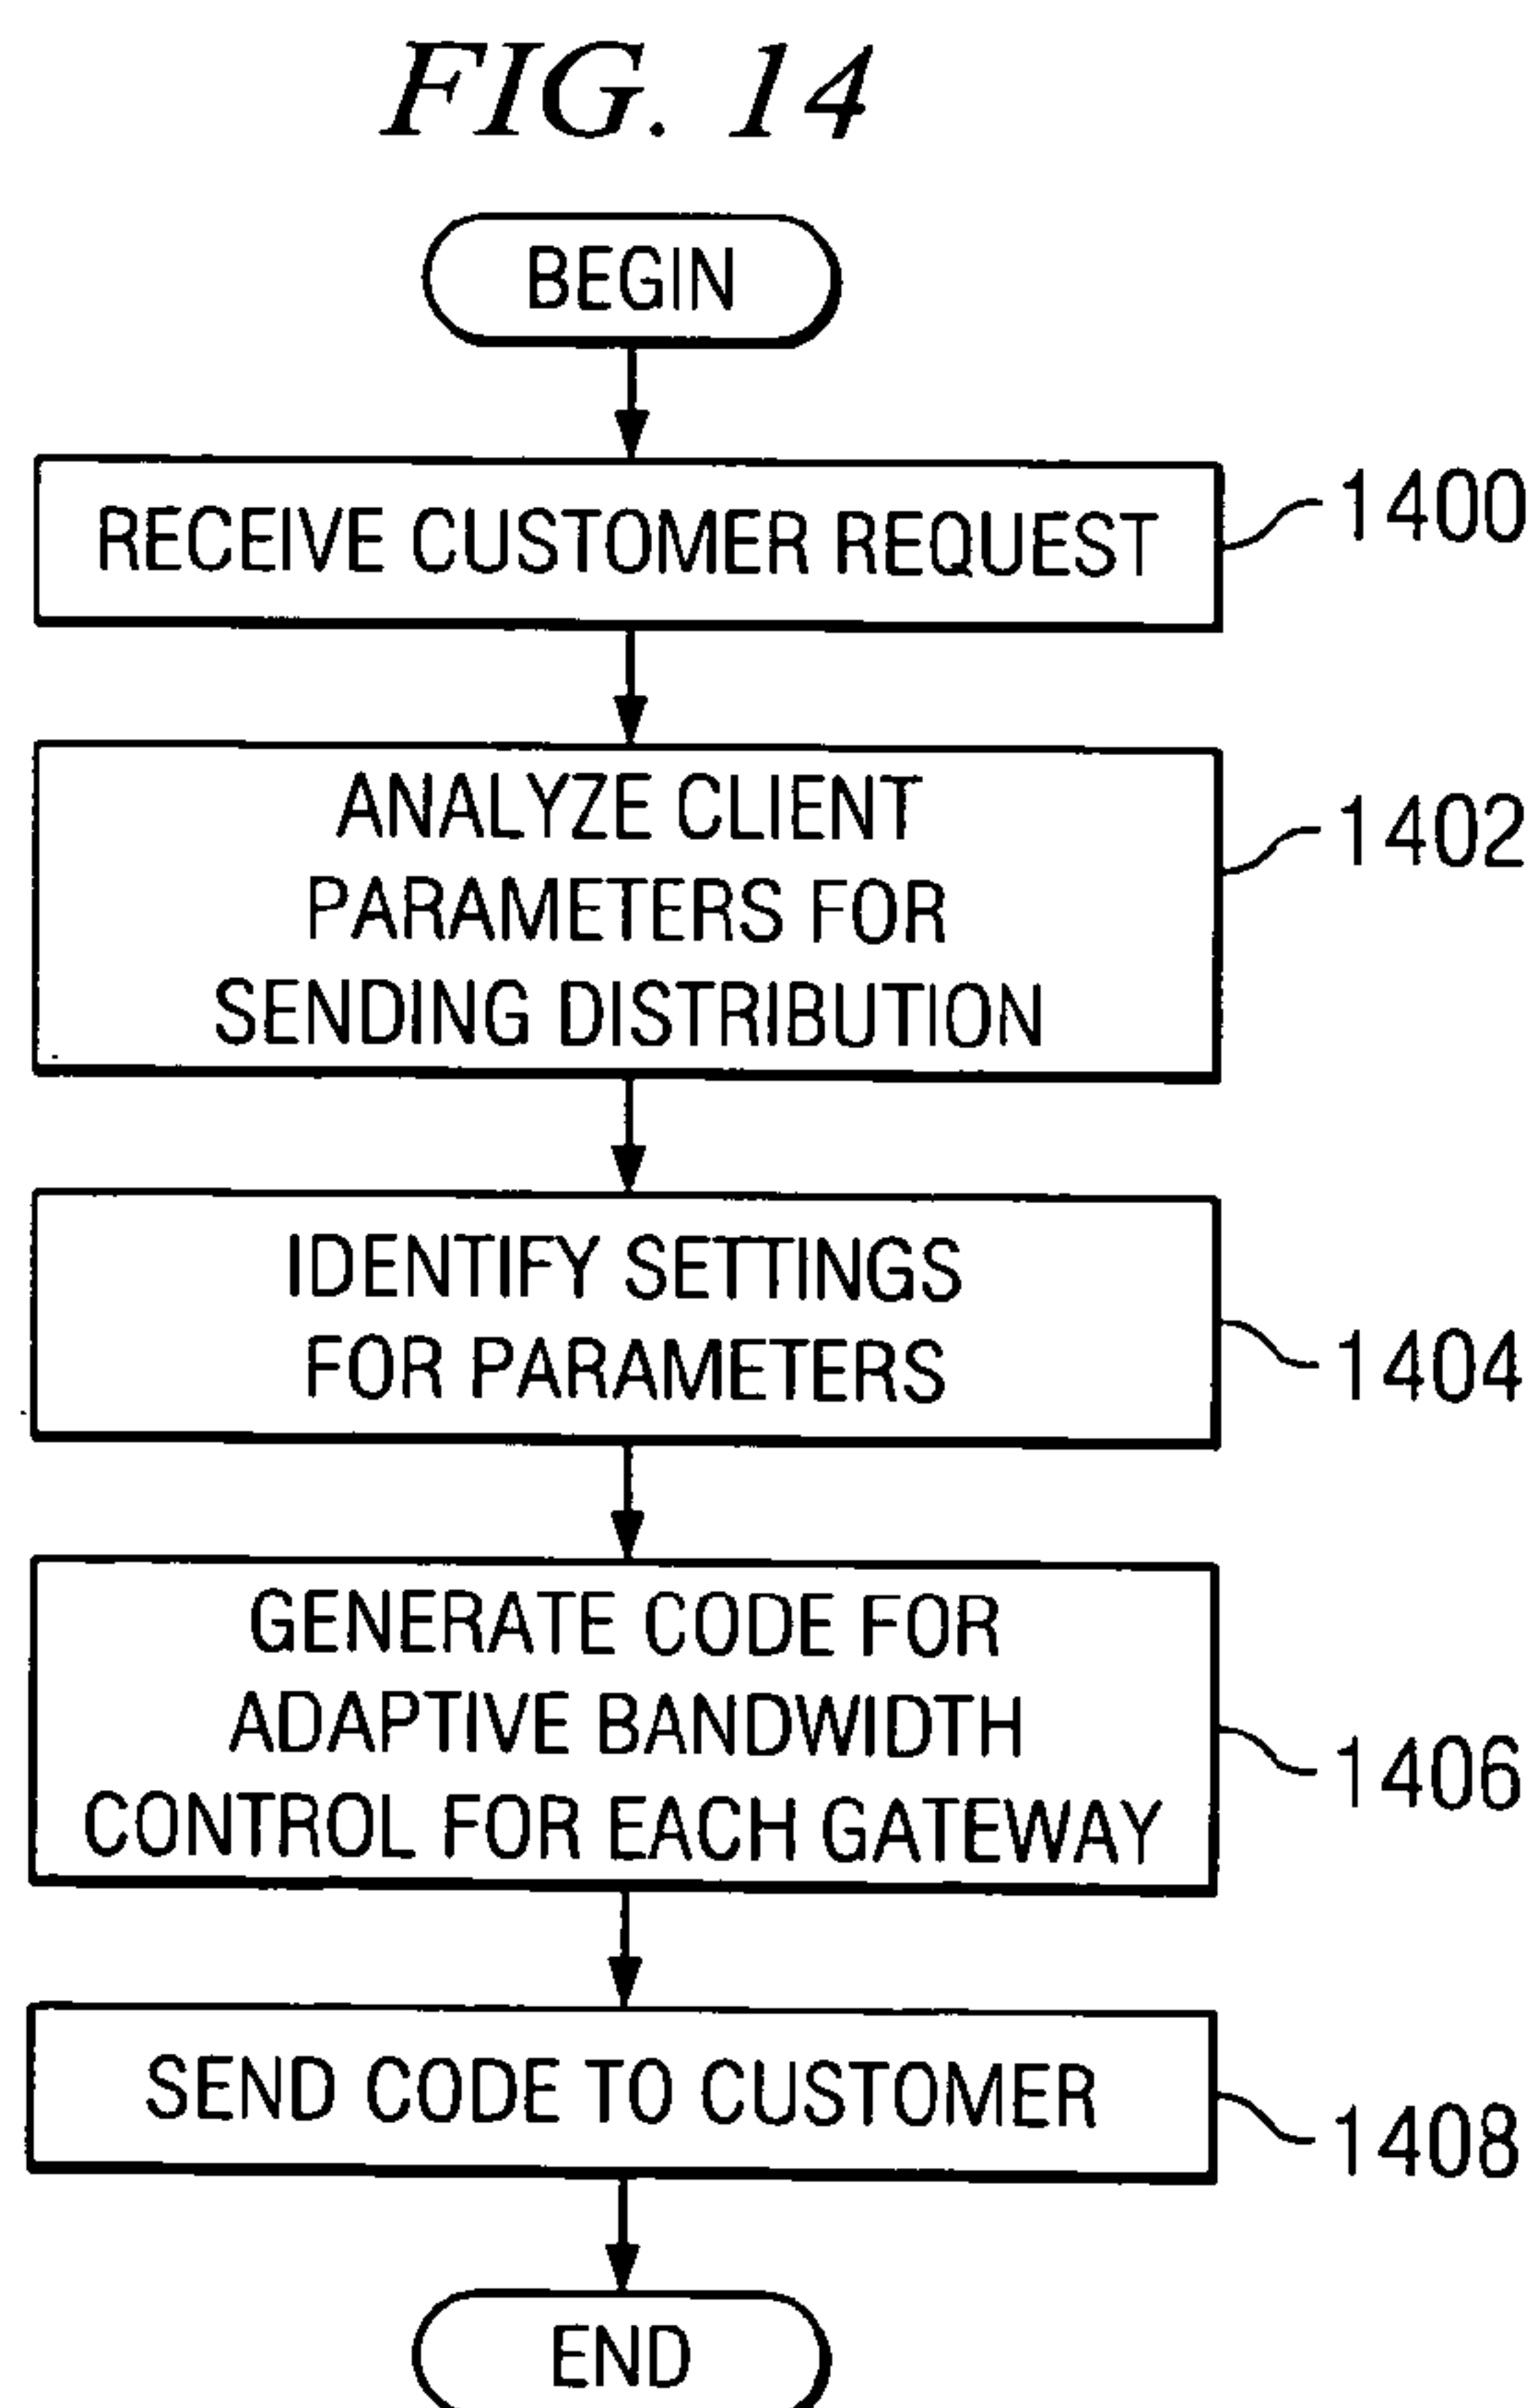 FIG. 14
BEGIN
RECEIVE CUSTOMER REQUEST
1400
ANALYZE CLIENT
PARAMETERS FOR
SENDING DISTRIBUTION
1402
IDENTIFY SETTINGS
FOR PARAMETERS
1404
GENERATE CODE FOR
ADAPTIVE BANDWIDTH
CONTROL FOR EACH GATEWAY
1406
SEND CODE TO CUSTOMER
1408
END